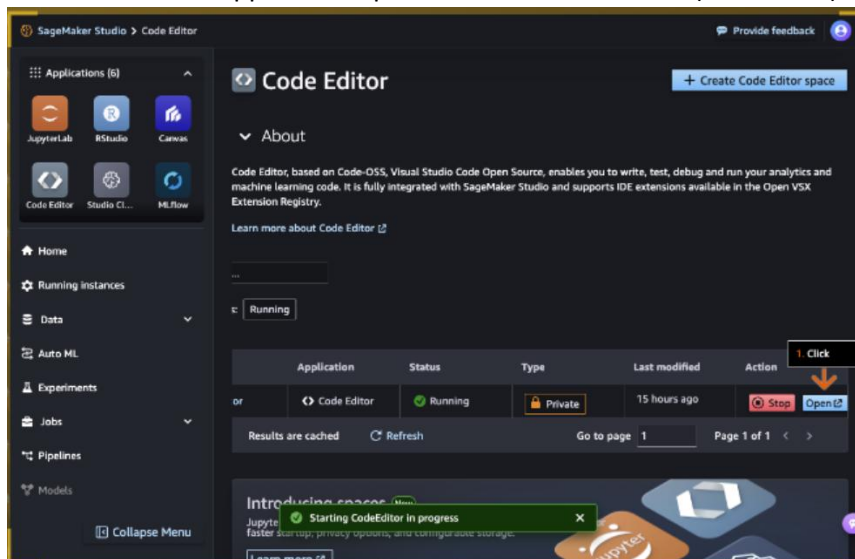 SageMaker Studio > Code Editor
Provide feedback
Applications (6)
JupyterLab
RStudio
Canvas
Code Editor
Studio Cl...
MLflow
Home
Running instances
Data
Auto ML
Experiments
Jobs
Pipelines
Models
Collapse Menu
Code Editor
+ Create Code Editor space
About
Code Editor, based on Code-OSS, Visual Studio Code Open Source, enables you to write, test, debug and run your analytics and
machine learning code. It is fully integrated with SageMaker Studio and supports IDE extensions available in the Open VSX
Extension Registry.
Learn more about Code Editor
...
Running
1. Click
Application Status Type Last modified Action
or Code Editor Running Private 15 hours ago Stop Open
Results are cached Refresh Go to page 1 Page 1 of 1 < >
Introducing spaces New
Starting CodeEditor in progress ×
Jupyte
faster startup, privacy options, and configurable storage.
Learn more
jupyter